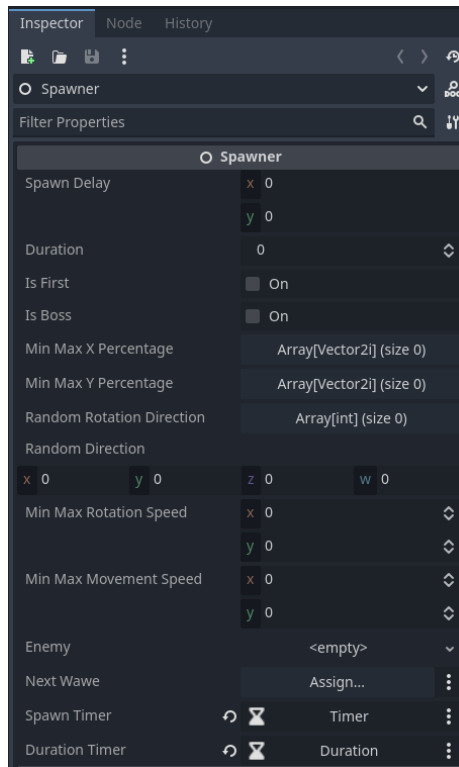 Inspector Node History
Spawner
Filter Properties
Spawner
Spawn Delay x 0
y 0
Duration 0
Is First On
Is Boss On
Min Max X Percentage Array[Vector2i] (size 0)
Min Max Y Percentage Array[Vector2i] (size 0)
Random Rotation Direction Array[int] (size 0)
Random Direction
x 0 y 0 z 0 w 0
Min Max Rotation Speed x 0
y 0
Min Max Movement Speed x 0
y 0
Enemy <empty>
Next Wawe Assign...
Spawn Timer Timer
Duration Timer Duration